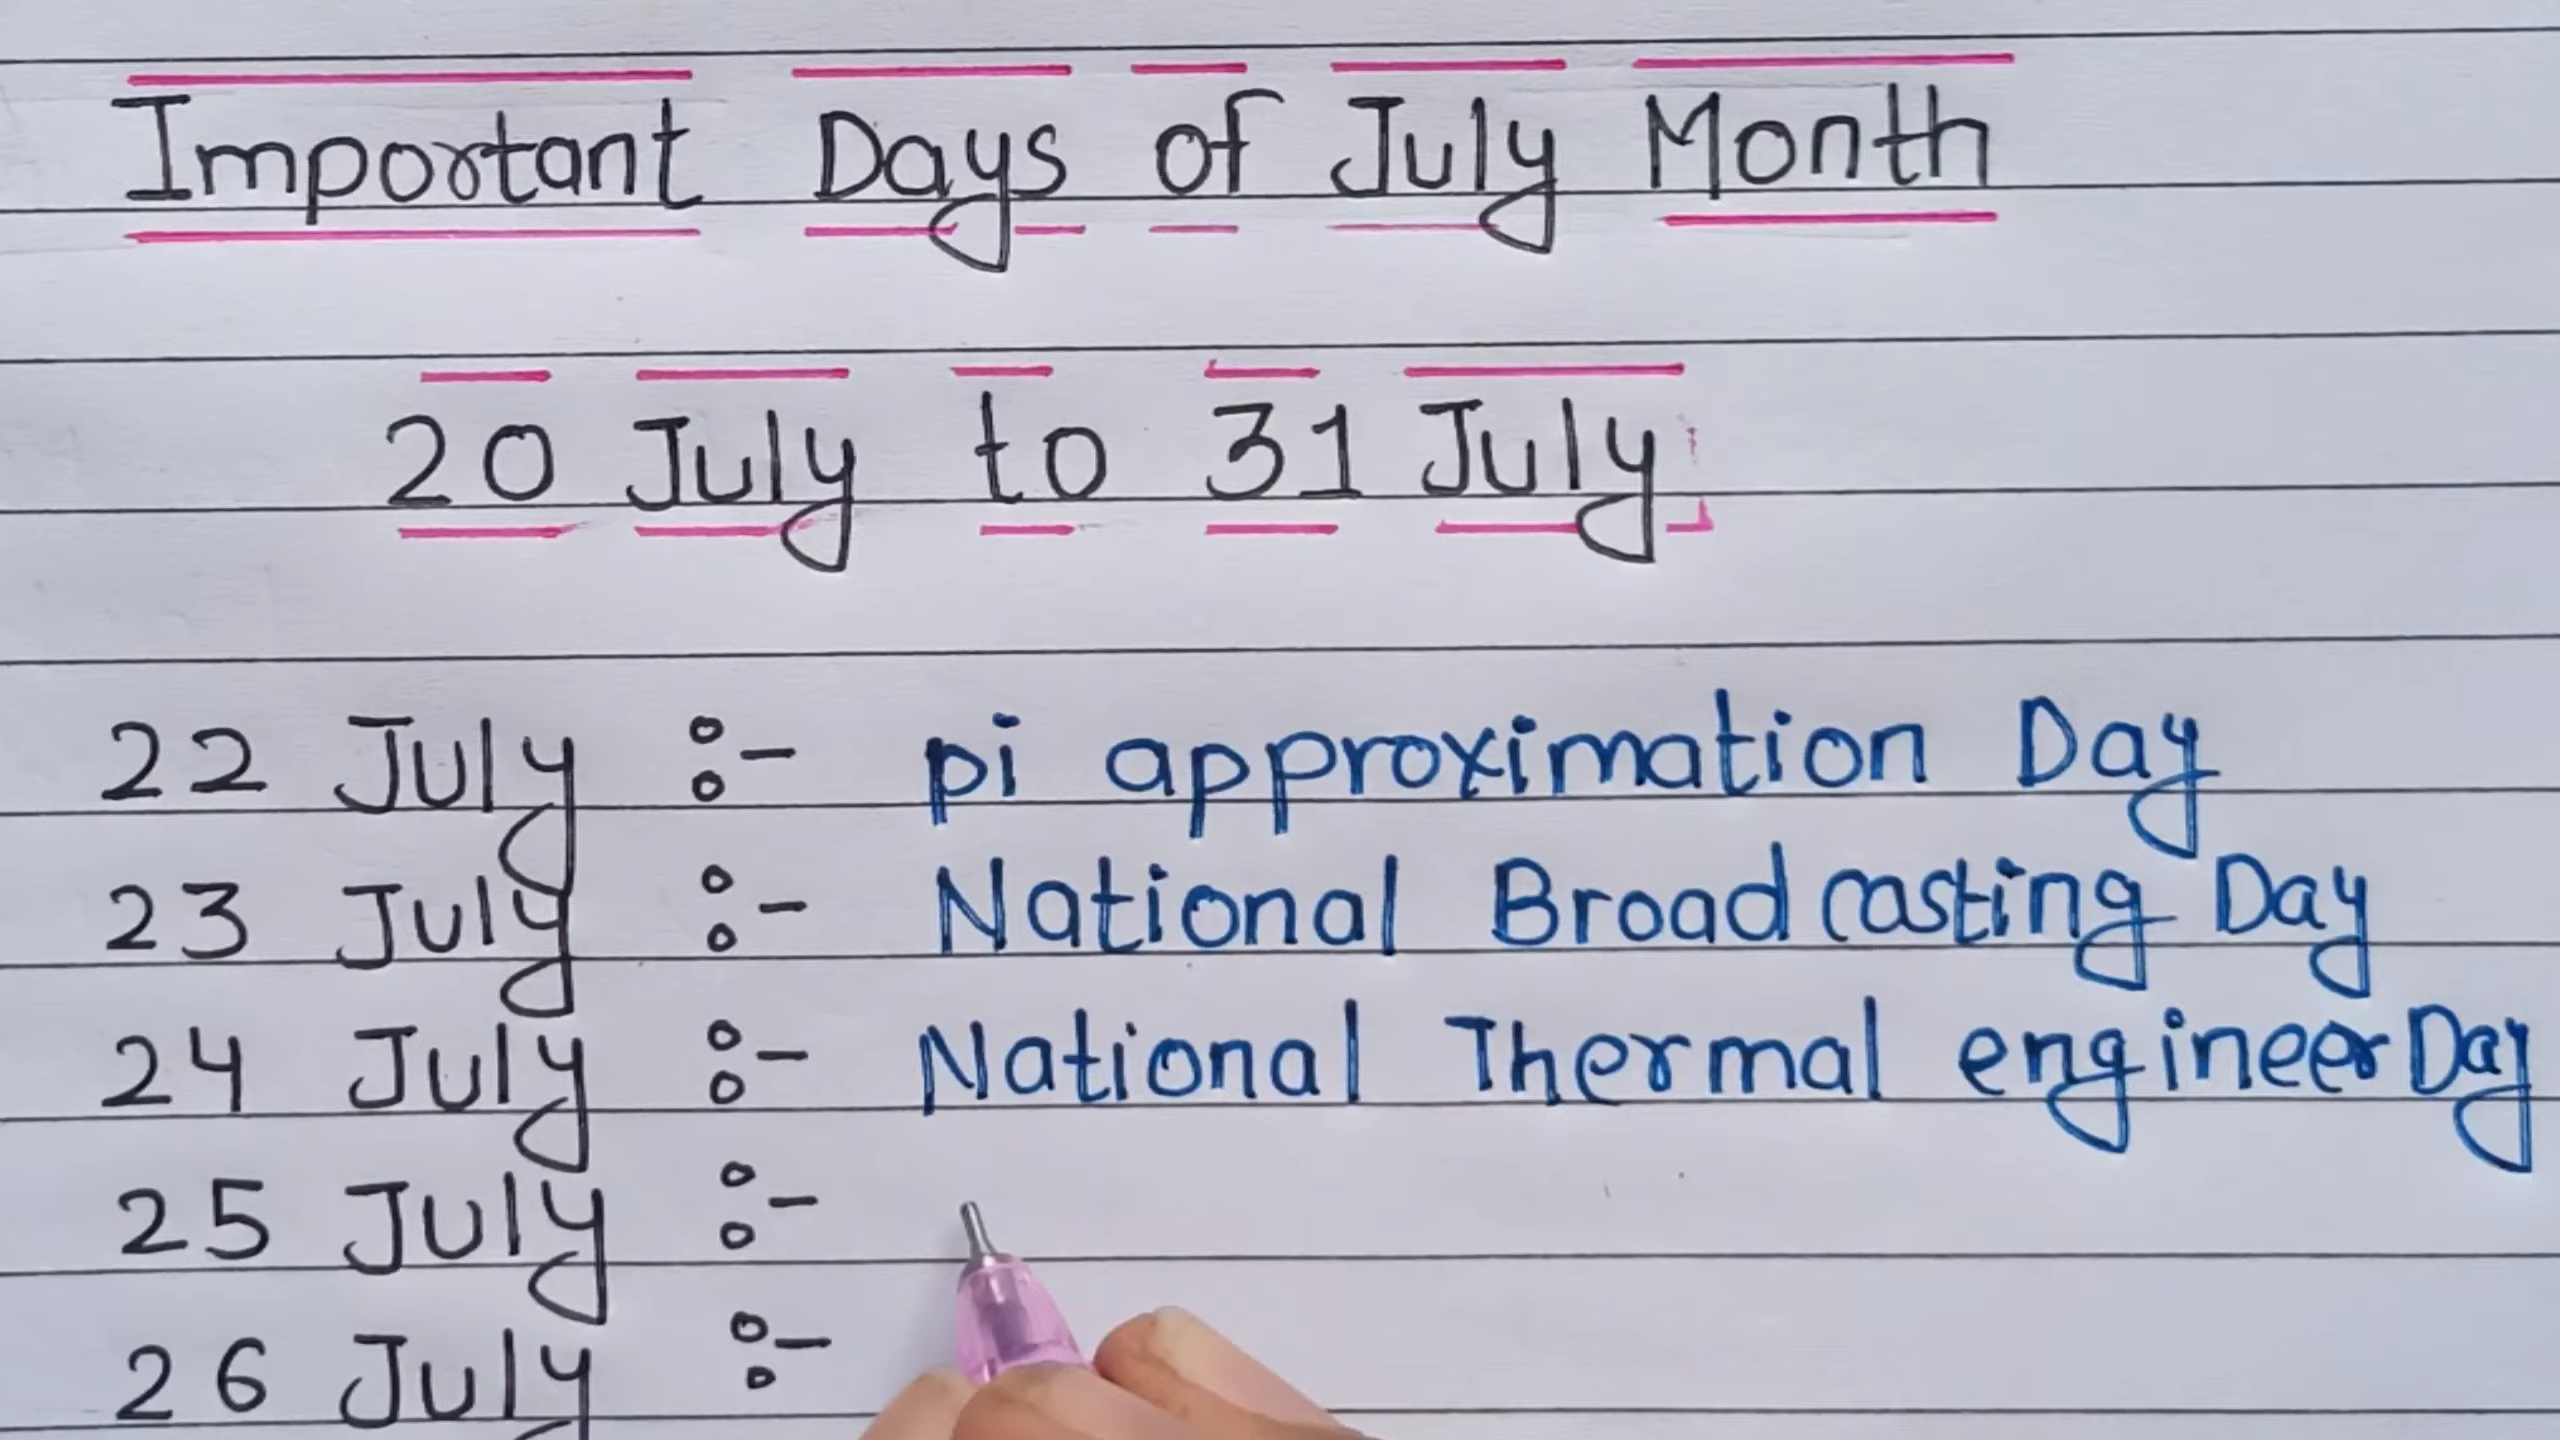 Important Days of July Month
20 July to 31 July
22 July :- pi approximation Day
23 July :- National Broadcasting Day
24 July :- National Thermal engineer Day
25 July :-
26 July :-